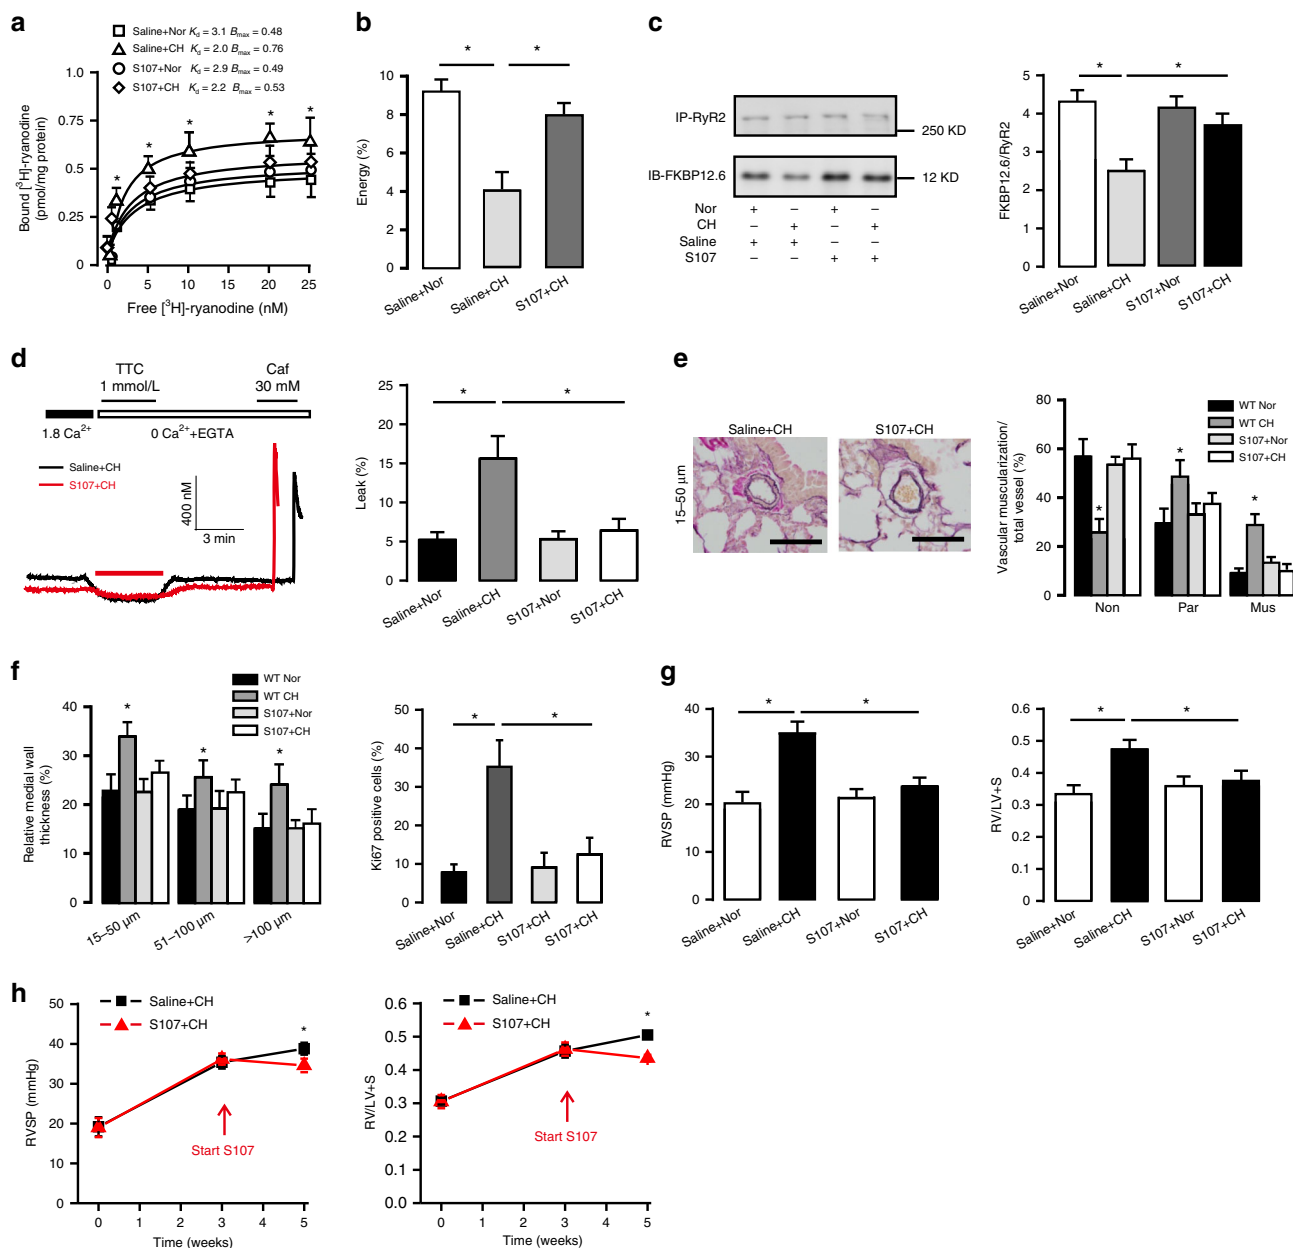 a
Saline+Nor Kd = 3.1 Bmax = 0.48
Saline+CH Kd = 2.0 Bmax = 0.76
S107+Nor Kd = 2.9 Bmax = 0.49
S107+CH Kd = 2.2 Bmax = 0.53
Bound [³H]-ryanodine
(pmol/mg protein)
1.0
0.75
0.5
0.25
0
* * * * *
0 5 10 15 20 25
Free [³H]-ryanodine (nM)
b
* *
Energy (%)
10
8
6
4
2
0
Saline+Nor
Saline+CH
S107+CH
c
IP-RyR2
250 KD
IB-FKBP12.6
12 KD
Nor + – + –
CH – + – +
Saline + + – –
S107 – – + +
* *
FKBP12.6/RyR2
5
4
3
2
1
0
Saline+Nor
Saline+CH
S107+Nor
S107+CH
d
TTC
1 mmol/L
Caf
30 mM
1.8 Ca²⁺
0 Ca²⁺+EGTA
Saline+CH
S107+CH
400 nM
3 min
* *
Leak (%)
25
20
15
10
5
0
Saline+Nor
Saline+CH
S107+Nor
S107+CH
e
Saline+CH
S107+CH
15–50 μm
Vascular muscularization/
total vessel (%)
80
60
40
20
0
WT Nor
WT CH
S107+Nor
S107+CH
* * *
Non Par Mus
f
WT Nor
WT CH
S107+Nor
S107+CH
Relative medial wall
thickness (%)
40
30
20
10
0
* * *
15–50 μm
51–100 μm
>100 μm
* *
Ki67 positive cells (%)
50
40
30
20
10
0
Saline+Nor
Saline+CH
S107+CH
S107+CH
g
* *
RVSP (mmHg)
40
30
20
10
0
Saline+Nor
Saline+CH
S107+Nor
S107+CH
* *
RV/LV+S
0.6
0.5
0.4
0.3
0.2
0.1
0.0
Saline+Nor
Saline+CH
S107+Nor
S107+CH
h
Saline+CH
S107+CH
*
RVSP (mmHg)
50
40
30
20
10
0
Start S107
0 1 2 3 4 5
Time (weeks)
Saline+CH
S107+CH
*
RV/LV+S
0.6
0.5
0.4
0.3
0.2
0.1
0.0
Start S107
0 1 2 3 4 5
Time (weeks)